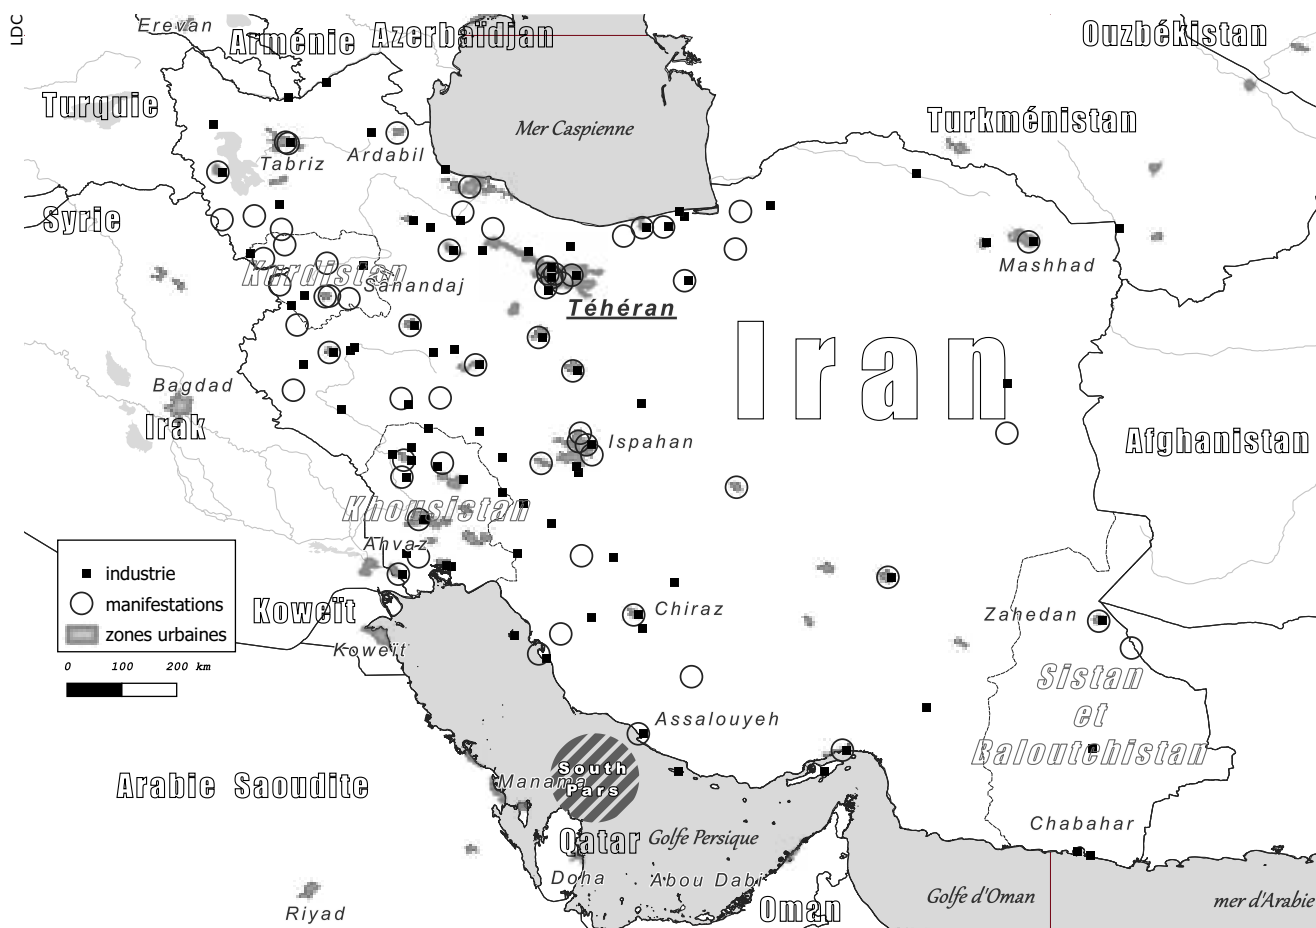 LDC
Erevan
Arménie
Azerbaïdjan
Ouzbékistan
Turquie
Mer Caspienne
Turkménistan
Tabriz
Ardabil
Syrie
Mashhad
Kurdistan
Sanandaj
Téhéran
Iran
Bagdad
Irak
Ispahan
Afghanistan
Khousistan
Ahvaz
industrie
manifestations
zones urbaines
0 100 200 km
Koweït
Koweït
Chiraz
Zahedan
Sistan
et
Baloutchistan
Assalouyeh
Arabie Saoudite
Manama
South
Pars
Chabahar
Qatar
Golfe Persique
Doha
Abou Dabi
Oman
Golfe d'Oman
mer d'Arabie
Riyad